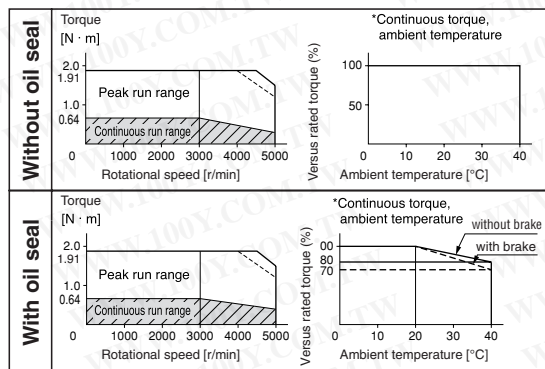 Without oil seal
Torque
[N · m]
2.0
1.91
1.0
0.64
Peak run range
Continuous run range
0
1000 2000 3000 4000 5000
Rotational speed [r/min]
*Continuous torque,
ambient temperature
Versus rated torque (%)
100
50
0 10 20 30 40
Ambient temperature [°C]
With oil seal
Torque
[N · m]
2.0
1.91
1.0
0.64
Peak run range
Continuous run range
0
1000 2000 3000 4000 5000
Rotational speed [r/min]
*Continuous torque,
ambient temperature
without brake
with brake
Versus rated torque (%)
00
80
70
0 10 20 30 40
Ambient temperature [°C]
WWW.100Y.COM.TW